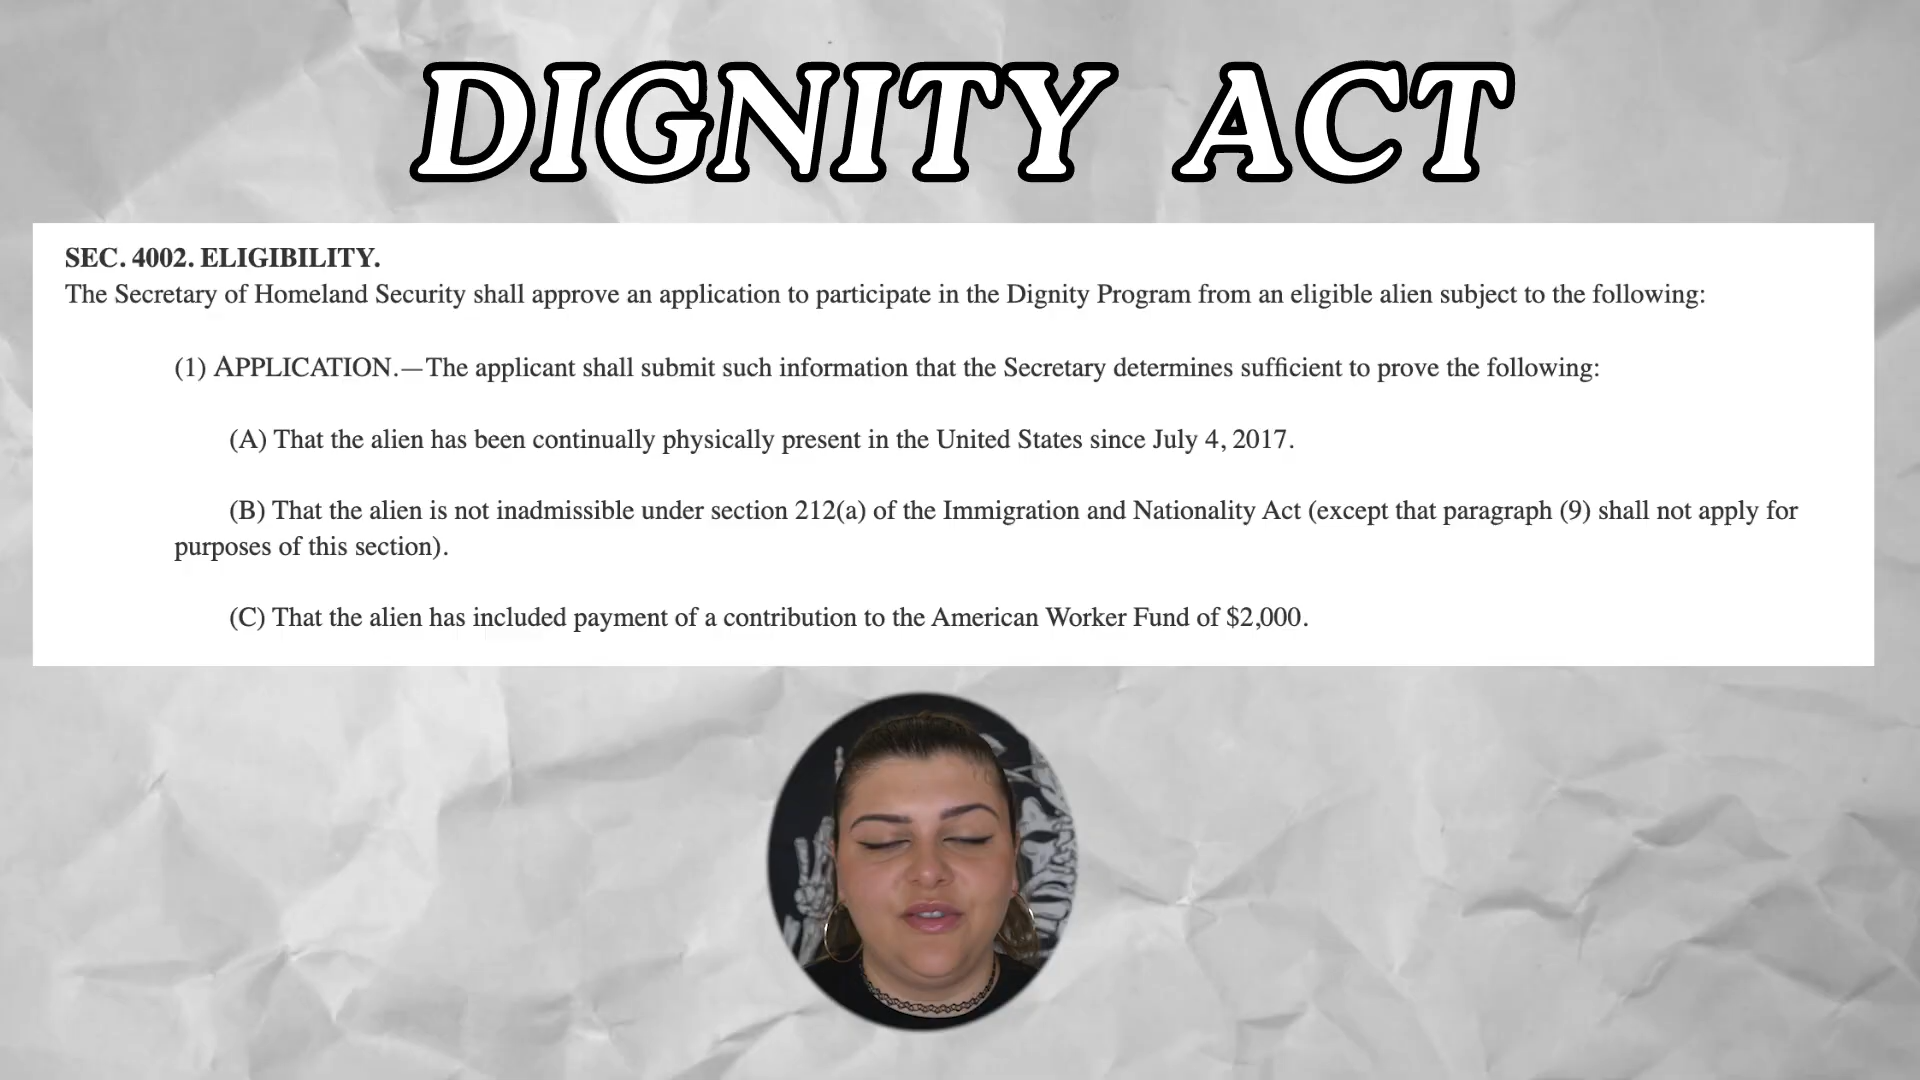 DIGNITY ACT
SEC. 4002. ELIGIBILITY.
The Secretary of Homeland Security shall approve an application to participate in the Dignity Program from an eligible alien subject to the following:
(1) APPLICATION.—The applicant shall submit such information that the Secretary determines sufficient to prove the following:
(A) That the alien has been continually physically present in the United States since July 4, 2017.
(B) That the alien is not inadmissible under section 212(a) of the Immigration and Nationality Act (except that paragraph (9) shall not apply for
purposes of this section).
(C) That the alien has included payment of a contribution to the American Worker Fund of $2,000.